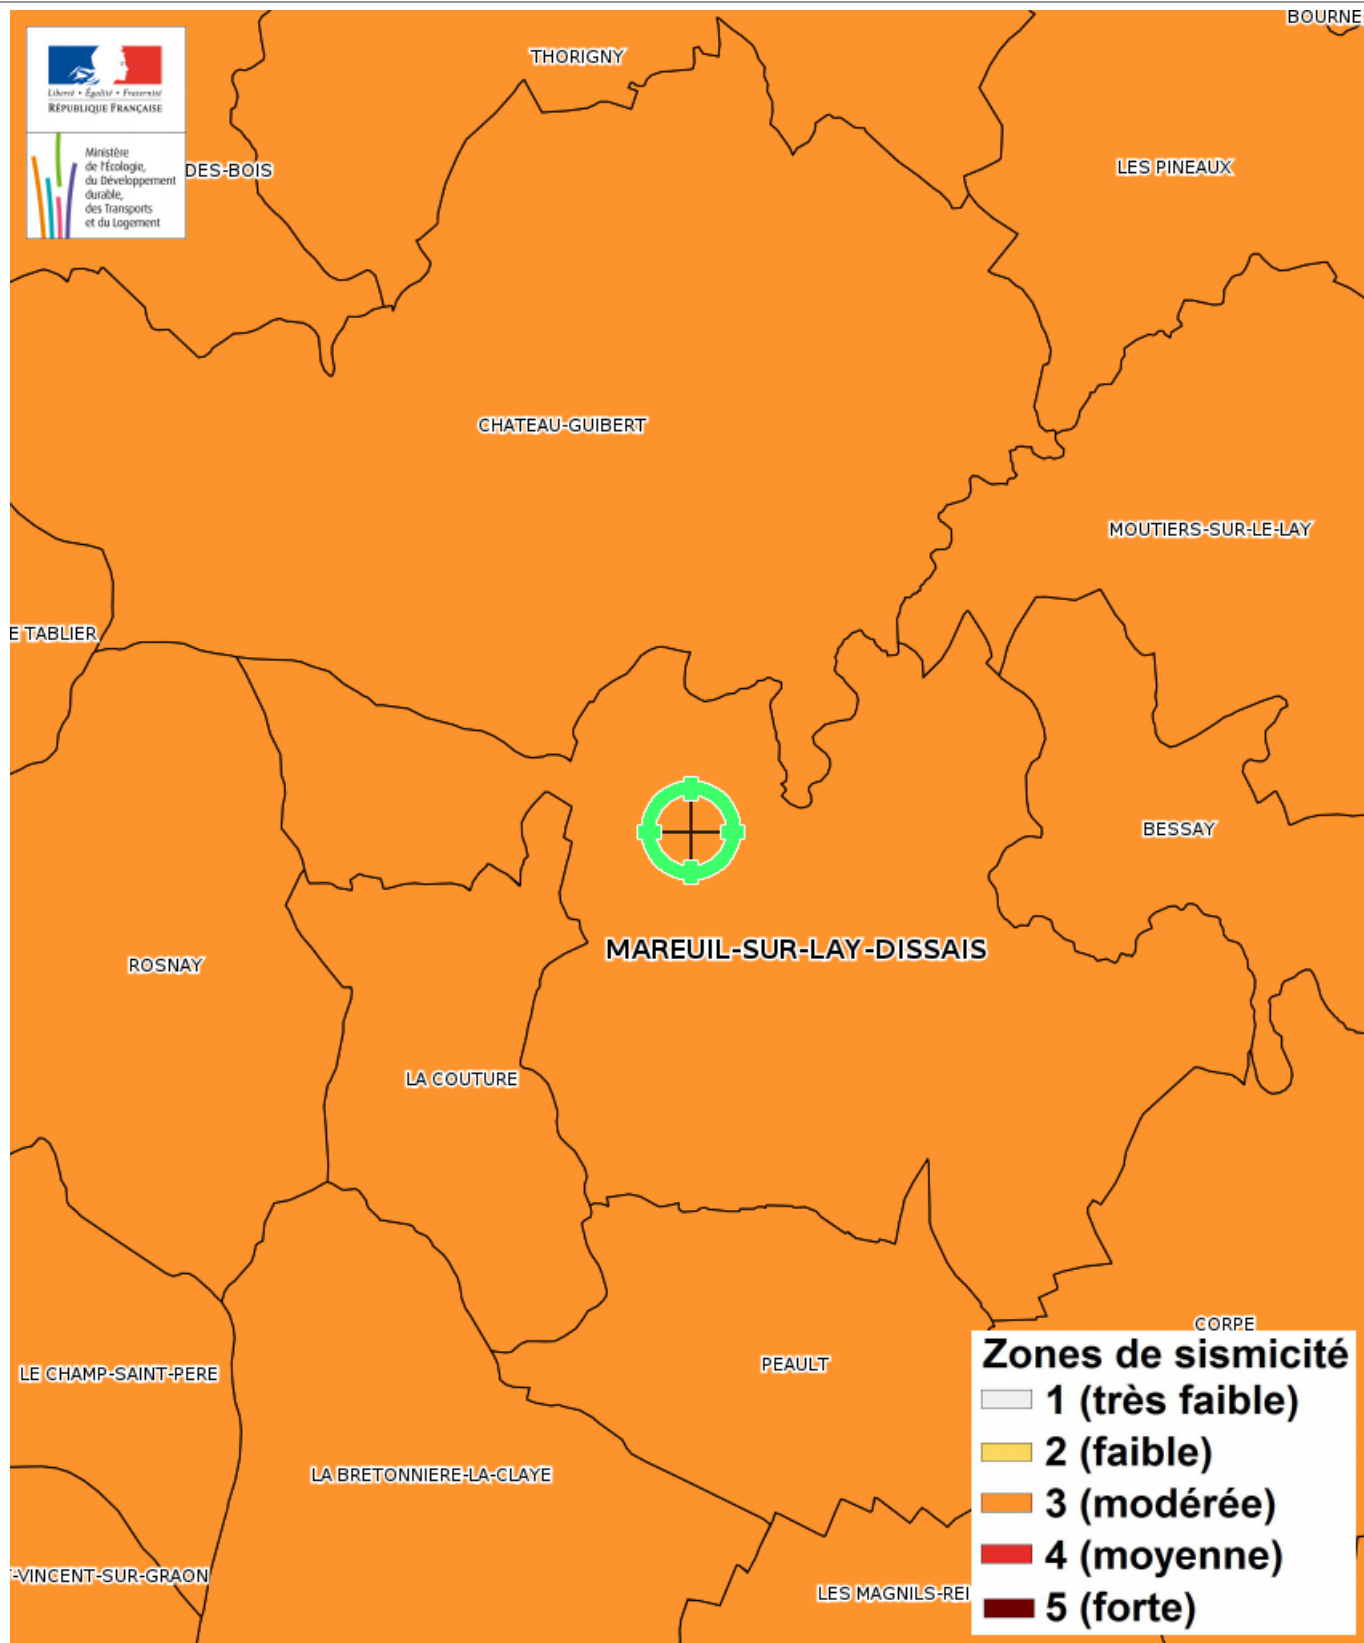 BOURNE
THORIGNY
Liberté • Égalité • Fraternité
RÉPUBLIQUE FRANÇAISE
Ministère
de l'Écologie,
du Développement
durable,
des Transports
et du Logement
DES-BOIS
LES PINEAUX
CHATEAU-GUIBERT
MOUTIERS-SUR-LE-LAY
E TABLIER
BESSAY
MAREUIL-SUR-LAY-DISSAIS
ROSNAY
LA COUTURE
CORPE
PEAULT
LE CHAMP-SAINT-PERE
LA BRETONNIERE-LA-CLAYE
-VINCENT-SUR-GRAON
LES MAGNILS-REI
Zones de sismicité
1 (très faible)
2 (faible)
3 (modérée)
4 (moyenne)
5 (forte)